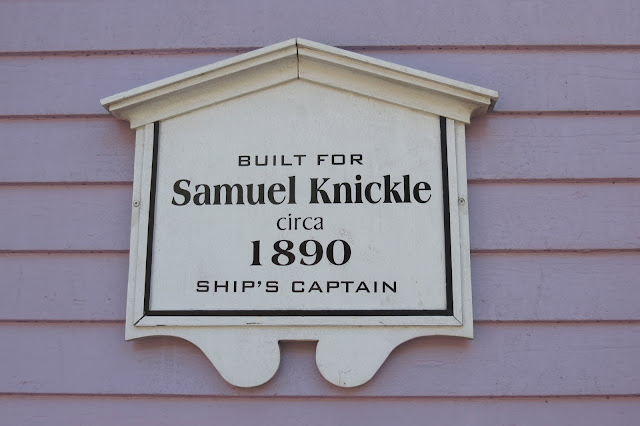 BUILT FOR
Samuel Knickle
circa
1890
SHIP'S CAPTAIN